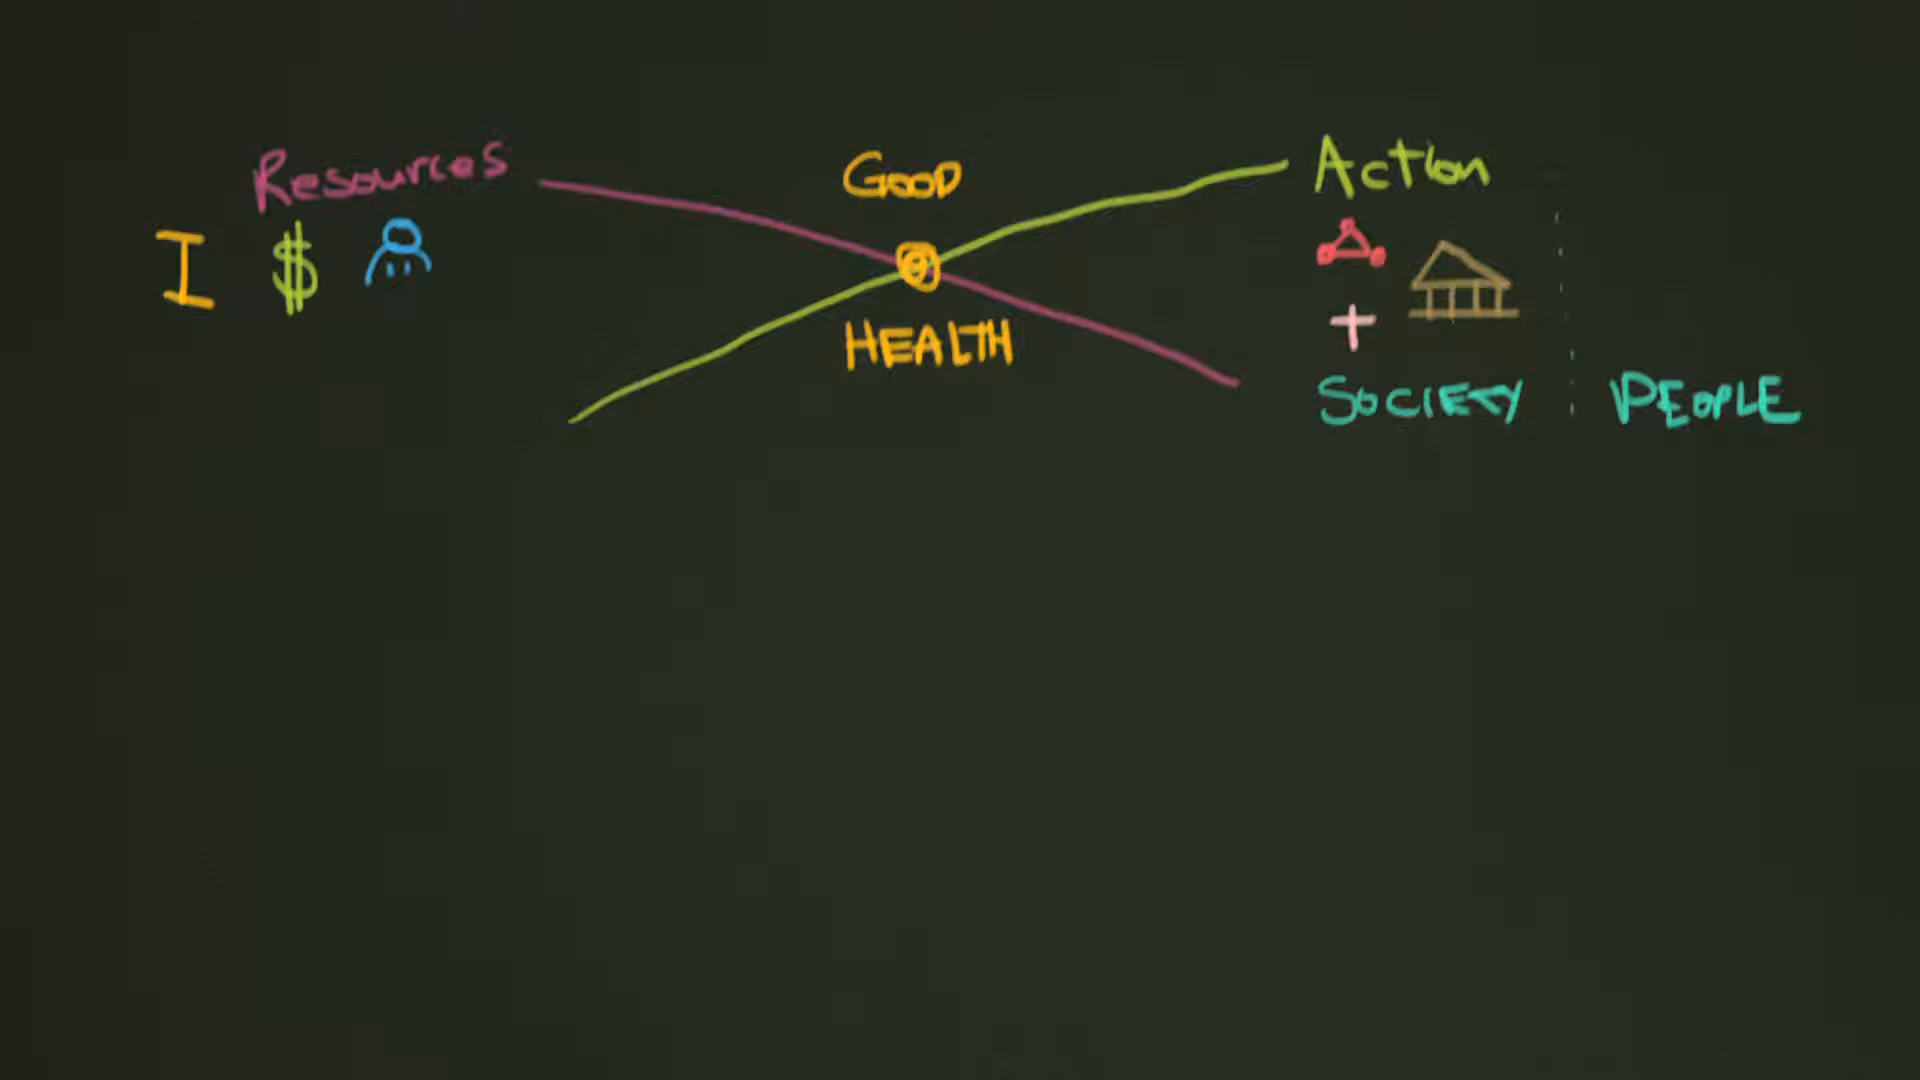 Resources
I $
GOOD
HEALTH
Action
+
SOCIETY
PEOPLE